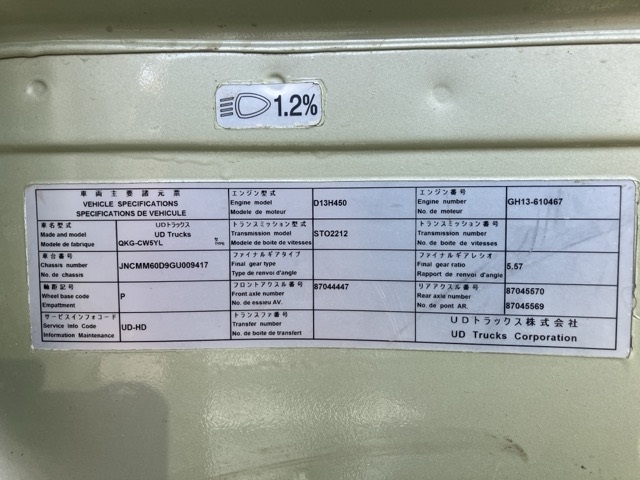 1.2%
車両主要諸元票
VEHICLE SPECIFICATIONS
SPECIFICATIONS DE VEHICULE
エンジン型式
Engine model
Modele de moteur
D13H450
エンジン番号
Engine number
No. de moteur
GH13-610467
車名型式
Made and model
Modele de fabrique
UDトラックス
UD Trucks
QKG-CW5YL
トランスミッション型式
Transmission model
Modele de boite de vitesses
STO2212
トランスミッション番号
Transmission number
No. de boite de vitesses
車台番号
Chassis number
No. de chassis
JNCMM60D9GU009417
ファイナルギアタイプ
Final gear type
Type de renvoi d'angle
ファイナルギアレシオ
Final gear ratio
Rapport de renvoi d'angle
5.57
軸距記号
Wheel base code
Empattment
P
フロントアクスル番号
Front axle number
No. de essieu AV.
87044447
リアアクスル番号
Rear axle number
No. de pont AR.
87045570
87045569
サービスインフォコード
Service Info Code
Information Maintenance
UD-HD
トランスファ番号
Transfer number
No. de boite de transfert
UDトラックス株式会社
UD Trucks Corporation